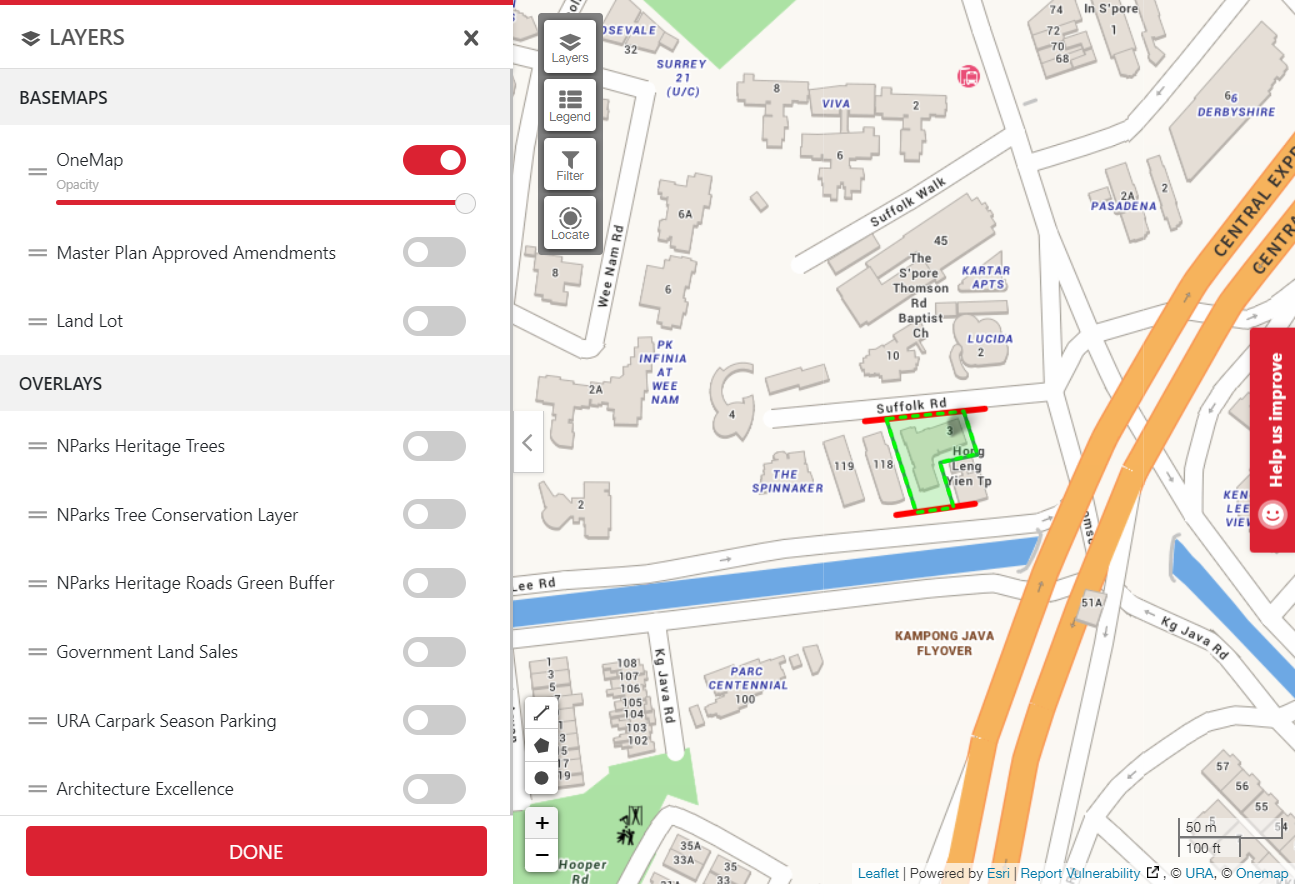 LAYERS
BASEMAPS
OneMap
Opacity
Master Plan Approved Amendments
Land Lot
OVERLAYS
NParks Heritage Trees
NParks Tree Conservation Layer
NParks Heritage Roads Green Buffer
Government Land Sales
URA Carpark Season Parking
Architecture Excellence
DONE
Layers
Legend
Filter
Locate
32
SURREY
21
(U/C)
74
72
70
68
In S'pore
1
8
VIVA
2
6
66
DERBYSHIRE
CENTRAL EXP
CENTRA
2A
2
PASADENA
Suffolk Walk
6A
Wee Nam Rd
8
6
45
The
S'pore
Thomson
Rd
Baptist
Ch
KARTAR
APTS
LUCIDA
2
10
PK
INFINIA
AT
WEE
NAM
2A
4
Suffolk Rd
3
Hong
Leng
Yien Tp
119
118
THE
SPINNAKER
2
Help us improve
Lee Rd
51A
Kg Java Rd
KAMPONG JAVA
FLYOVER
Kg Java Rd
1
3
5
108
107
106
105
104
103
102
PARC
CENTENNIAL
100
57
56
55
54
5
19
Hooper
Rd
35A
33A
35
33
+
−
50 m
100 ft
Leaflet | Powered by Esri | Report Vulnerability , © URA, © Onemap